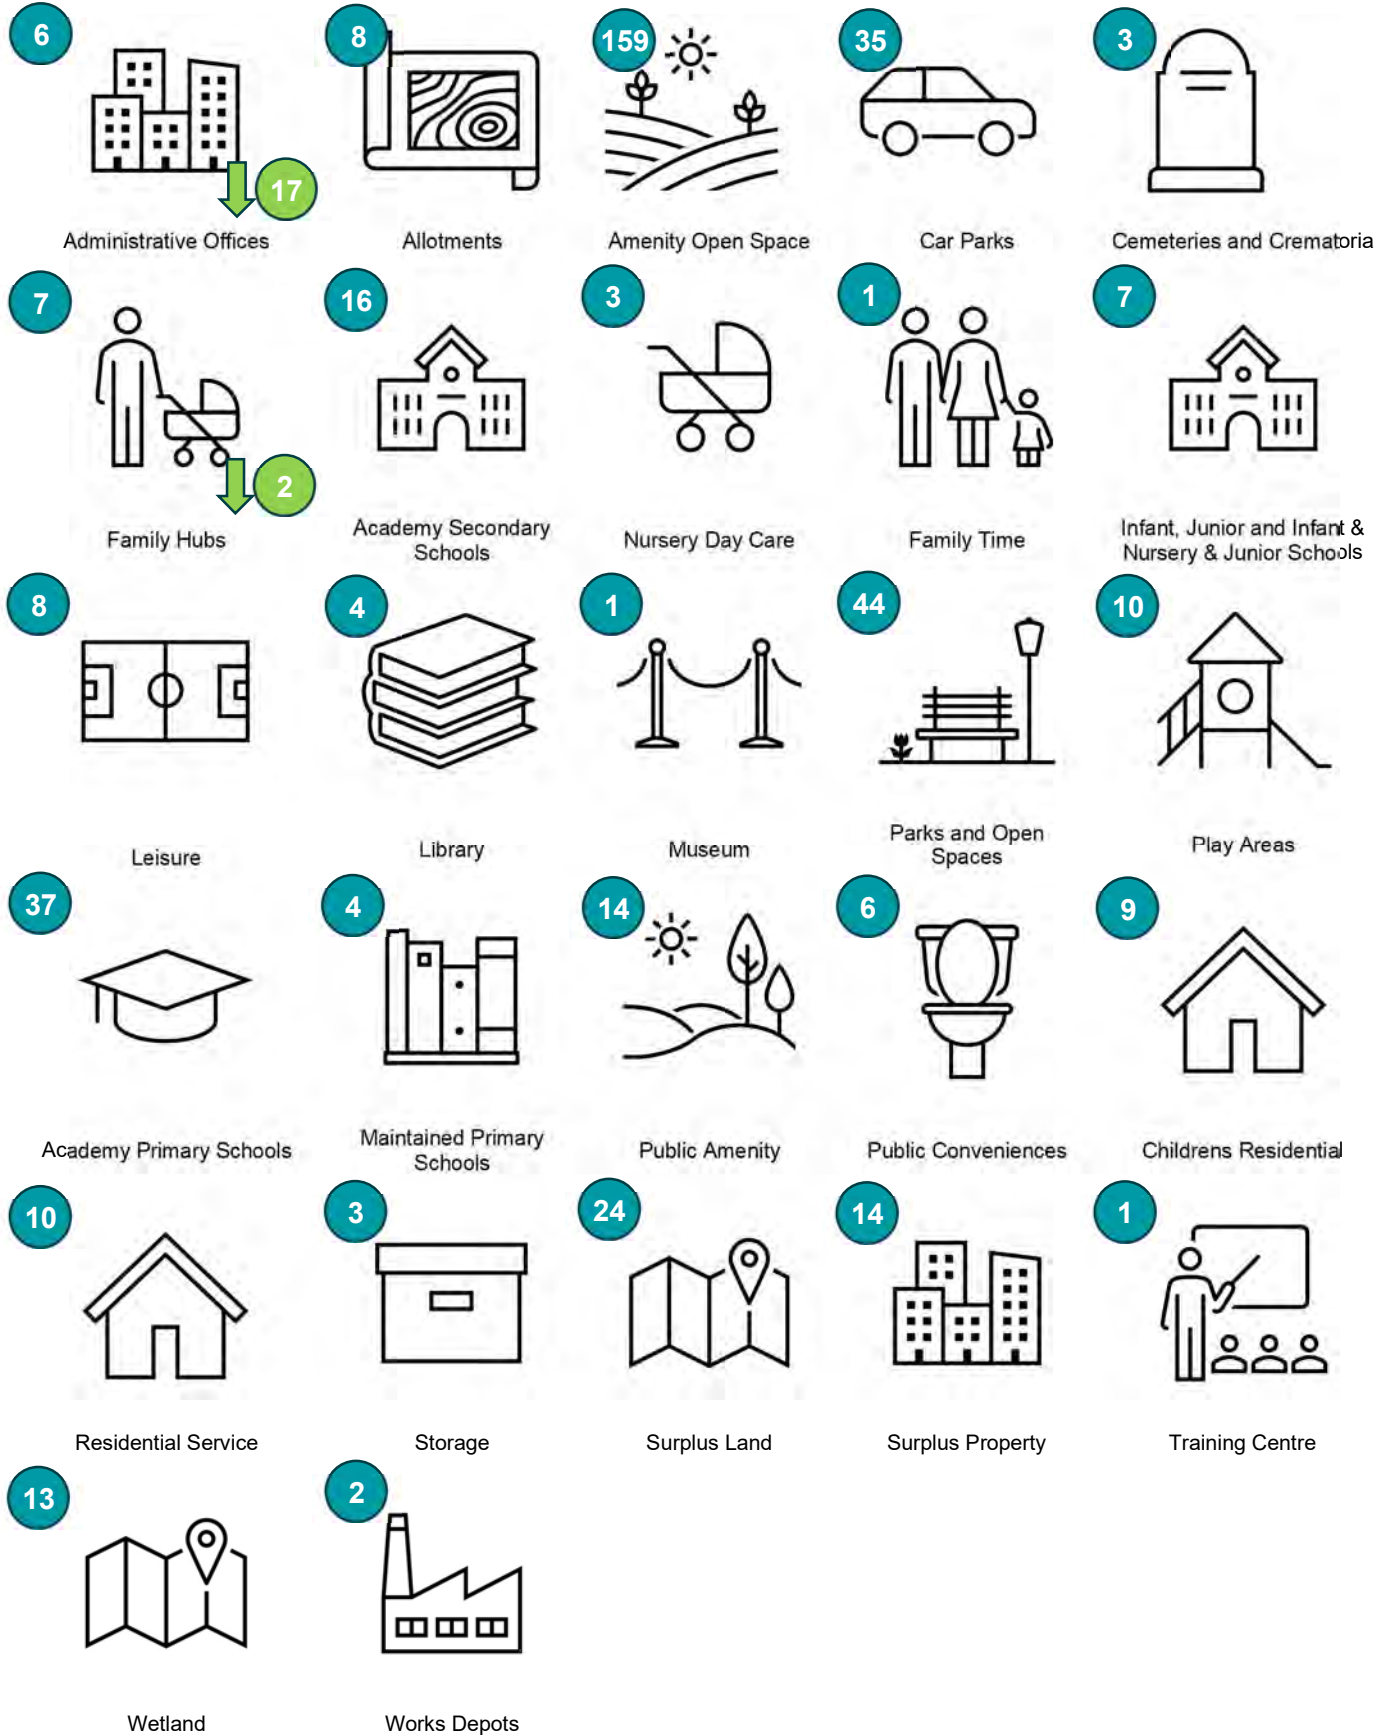 6
8
159
35
3
17
Administrative Offices
Allotments
Amenity Open Space
Car Parks
Cemeteries and Crematoria
7
16
3
1
7
2
Family Hubs
Academy Secondary
Schools
Nursery Day Care
Family Time
Infant, Junior and Infant &
Nursery & Junior Schools
8
4
1
44
10
Leisure
Library
Museum
Parks and Open
Spaces
Play Areas
37
4
14
6
9
Academy Primary Schools
Maintained Primary
Schools
Public Amenity
Public Conveniences
Childrens Residential
10
3
24
14
1
Residential Service
Storage
Surplus Land
Surplus Property
Training Centre
13
2
Wetland
Works Depots